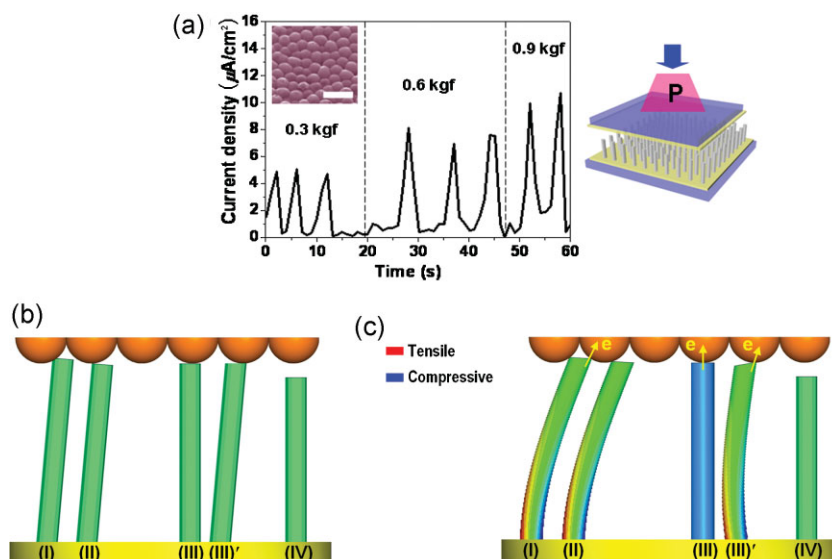 (a)
16
14
12
10
8
6
4
2
0
Current density (μA/cm²)
0.3 kgf
0.6 kgf
0.9 kgf
0 10 20 30 40 50 60
Time (s)
P
(b)
(I) (II) (III) (III)′ (IV)
(c)
Tensile
Compressive
e e e
(I) (II) (III) (III)′ (IV)